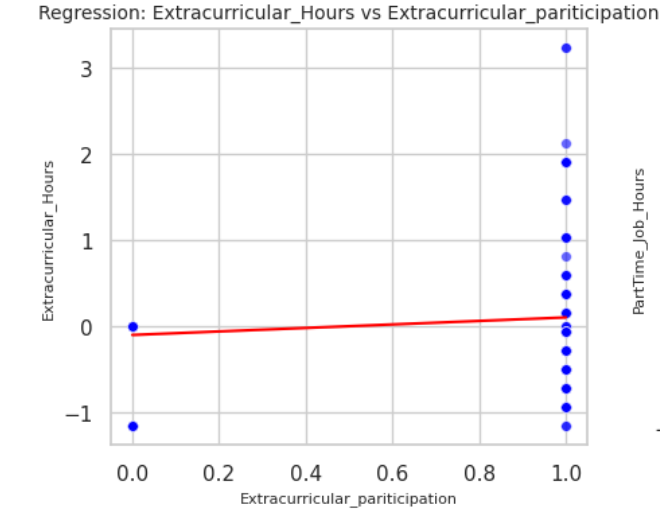 Regression: Extracurricular_Hours vs Extracurricular_pariticipation
3
2
1
0
−1
Extracurricular_Hours
0.0 0.2 0.4 0.6 0.8 1.0
Extracurricular_pariticipation
PartTime_Job_Hours